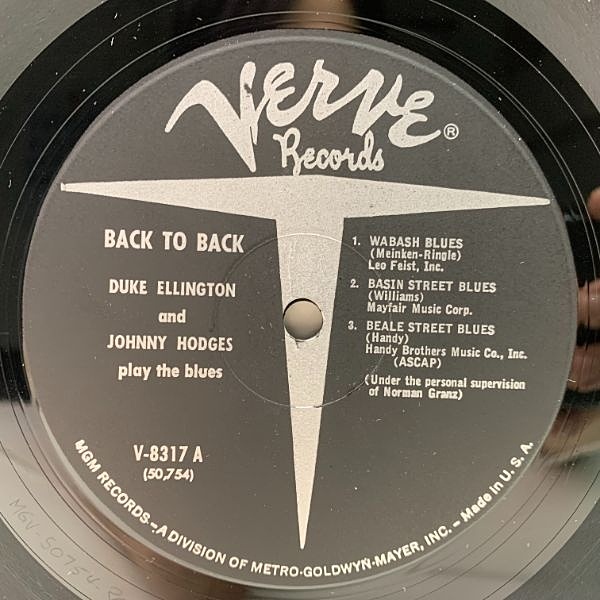 VERVE ®
Records
BACK TO BACK
DUKE ELLINGTON
and
JOHNNY HODGES
play the blues
V-8317 A
(50,754)
1. WABASH BLUES
(Meinken-Ringle)
Leo Feist, Inc.
2. BASIN STREET BLUES
(Williams)
Mayfair Music Corp.
3. BEALE STREET BLUES
(Handy)
Handy Brothers Music Co., Inc.
(ASCAP)
(Under the personal supervision
of Norman Granz)
MGM RECORDS—A DIVISION OF METRO-GOLDWYN-MAYER, INC.—Made in U. S. A.
MGV-50754